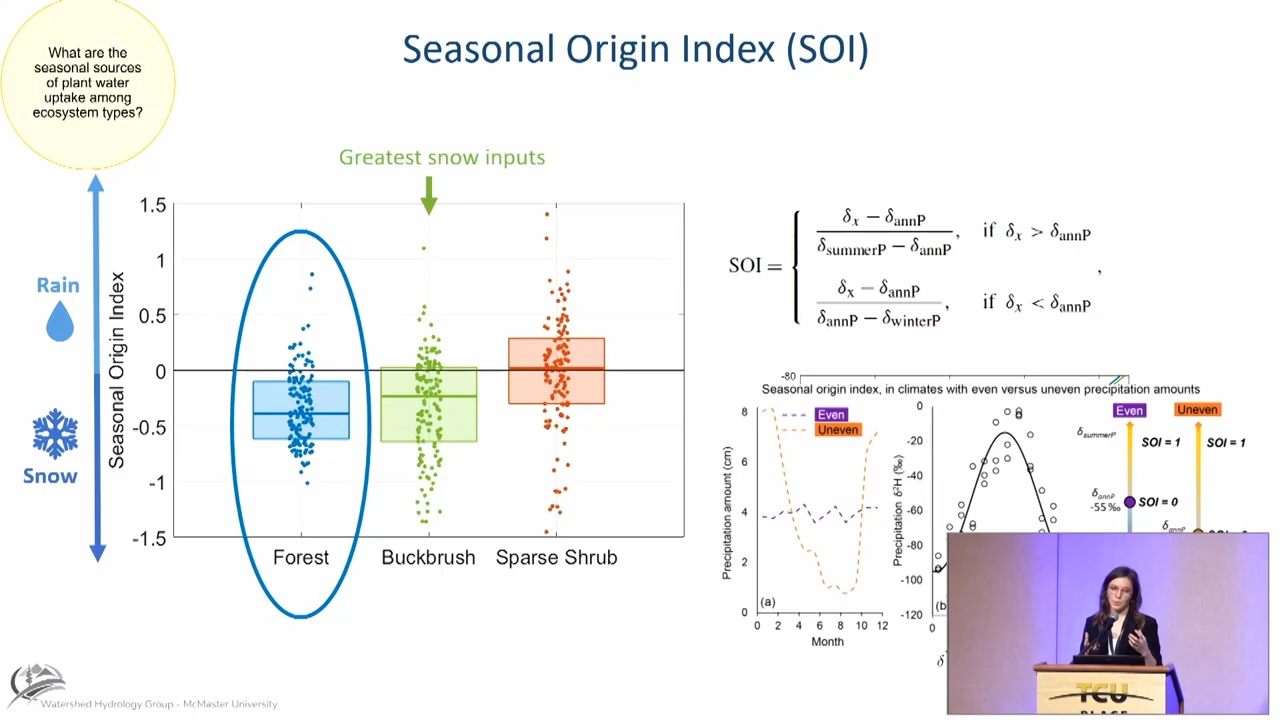 Seasonal Origin Index (SOI)
What are the
seasonal sources
of plant water
uptake among
ecosystem types?
Greatest snow inputs
Rain
Snow
Seasonal Origin Index
1.5
1
0.5
0
-0.5
-1
-1.5
Forest
Buckbrush
Sparse Shrub
SOI =
δx − δannP
δsummerP − δannP
, if δx > δannP
δx − δannP
δannP − δwinterP
, if δx < δannP
,
-80
Seasonal origin index, in climates with even versus uneven precipitation amounts
Precipitation amount (cm)
8
6
4
2
0
Even
Uneven
(a)
0 2 4 6 8 10 12
Month
Precipitation δ²H (‰)
0
-20
-40
-60
-80
-100
-120
(b
0
Even
Uneven
δsummerP
SOI = 1
SOI = 1
δannP
-55 ‰
SOI = 0
δannP
TCU
PLACE
Watershed Hydrology Group - McMaster University